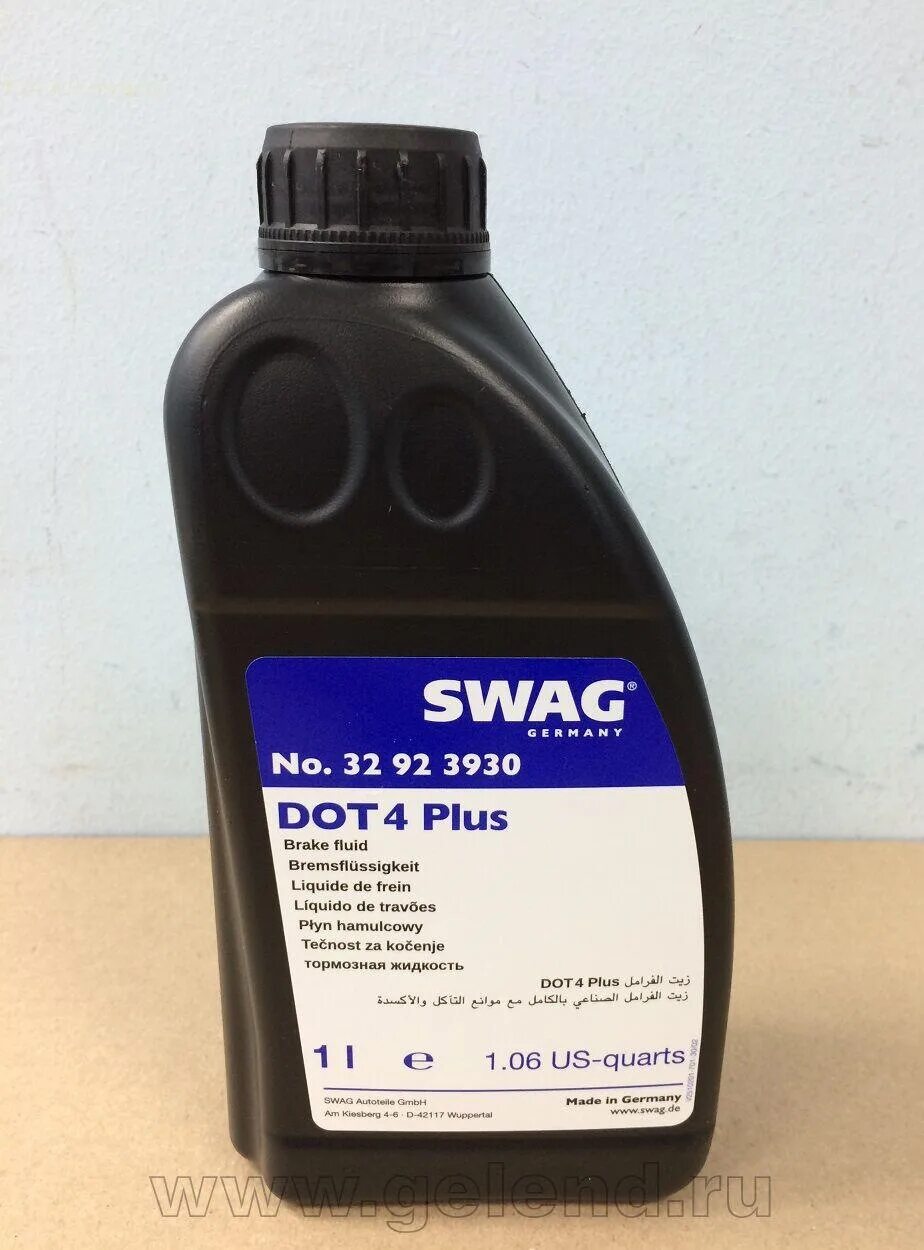 SWAG®
GERMANY
No. 32 92 3930
DOT 4 Plus
Brake fluid
Bremsflüssigkeit
Liquide de frein
Líquido de travões
Płyn hamulcowy
Tečnost za kočenje
тормозная жидкость
زيت الفرامل DOT 4 Plus
زيت الفرامل الصناعي بالكامل مع موانع التآكل والأكسدة
1 l e 1.06 US-quarts
SWAG Autoteile GmbH
Am Kiesberg 4-6 · D-42117 Wuppertal
Made in Germany
www.swag.de
www.gelend.ru